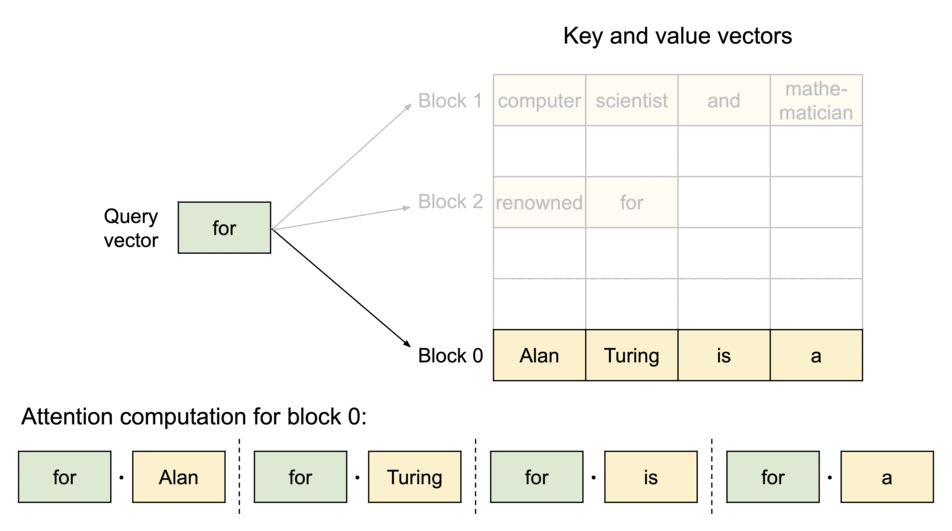 Key and value vectors
Block 1 computer scientist and mathe-
matician
Block 2 renowned for
Query
vector
for
Block 0 Alan Turing is a
Attention computation for block 0:
for · Alan for · Turing for · is for · a